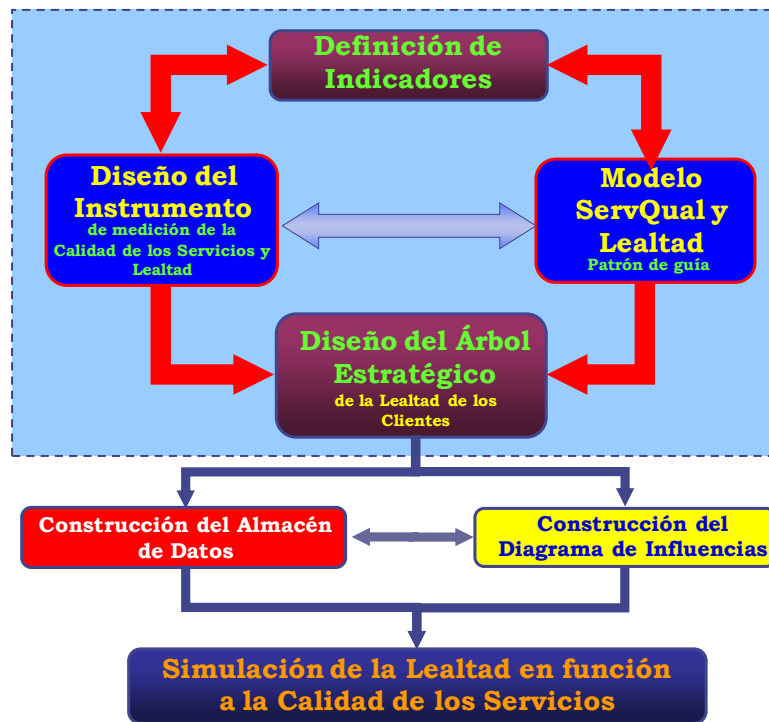 Definición de
Indicadores
Diseño del
Instrumento
de medición de la
Calidad de los Servicios y
Lealtad
Modelo
ServQual y
Lealtad
Patrón de guía
Diseño del Árbol
Estratégico
de la Lealtad de los
Clientes
Construcción del Almacén
de Datos
Construcción del
Diagrama de Influencias
Simulación de la Lealtad en función
a la Calidad de los Servicios